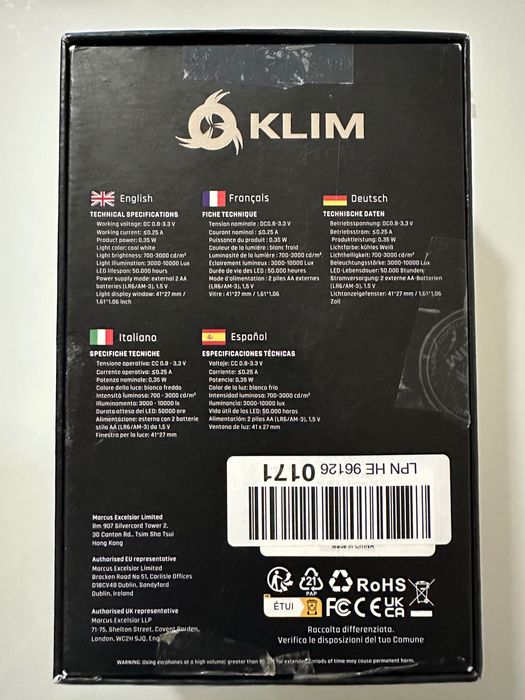 KLIM
English
TECHNICAL SPECIFICATIONS
Working voltage: DC 0.8-3.3 V
Working current: ≤0.25 A
Product power: 0,35 W
Light color: cool white
Light brightness: 700-3000 cd/m²
Light illumination: 3000-10000 Lux
LED lifespan: 50.000 hours
Power supply mode: external 2 AA
batteries (LR6/AM-3), 1,5 V
Light display window: 41*27 mm /
1.61*1.06 inch
Français
FICHE TECHNIQUE
Tension nominale : DC0.8-3.3 V
Courant nominal : ≤0.25 A
Puissance du produit : 0,35 W
Couleur de la lumière : blanc froid
Luminosité de la lumière : 700-3000 cd/m²
Éclairement lumineux : 3000-10000 Lux
Durée de vie des LED : 50.000 heures
Mode d'alimentation : 2 piles AA externes
(LR6/AM-3), 1,5 V
Vitre : 41*27 mm / 1.61*1.06
Deutsch
TECHNISCHE DATEN
Betriebsspannung: DC0.8-3,3 V
Betriebsstrom: ≤0.25 A
Produktleistung: 0,35 W
Lichtfarbe: kühles Weiß
Lichthelligkeit: 700-3000 cd/m²
Beleuchtungsstärke: 3000-10000 Lux
LED-Lebensdauer: 50.000 Stunden
Stromversorgung: 2 externe AA-Batterien
(LR6/AM-3), 1,5 V
Lichtanzeigefenster: 41*27 mm / 1.61*1.06
Zoll
Italiano
SPECIFICHE TECNICHE
Tensione operativa: CC 0.8 - 3,3 V
Corrente operativa: ≤0.25 A
Potenza nominale: 0,35 W
Colore della luce: bianco freddo
Intensità luminosa: 700 - 3000 cd/m²
Illuminamento: 3000 - 10000 lx
Durata attesa dei LED: 50000 ore
Alimentazione: esterna con 2 batterie
stilo AA (LR6/AM-3) da 1,5 V
Finestra per la luce: 41*27 mm
Español
ESPECIFICACIONES TÉCNICAS
Voltaje: CC 0.8 - 3,3 V
Corriente: ≤0.25 A
Potencia: 0,35 W
Color de la luz: blanco frío
Intensidad luminosa: 700 - 3000 cd/m²
Iluminancia: 3000-10000 lux
Vida útil de las LED: 50.000 horas
Alimentación: 2 pilas AA (LR6/AM-3), 1,5 V
Ventana de luz: 41 x 27 mm
LPN HE 96126 0171
Made in CHINA
Marcus Excelsior Limited
Rm 907 Silvercord Tower 2.
30 Canton Rd., Tsim Sha Tsui
Hong Kong
Authorised EU representative
Marcus Excelsior Limited
Bracken Road No 51, Carlisle Offices
D18CV48 Dublin, Sandyford
Dublin, Ireland
Authorised UK representative
Marcus Excelsior LLP
71-75, Shelton Street, Covent Garden,
London, WC2H 9JQ,
21
PAP
RoHS
ÉTUI
FC CE UK CA
Raccolta differenziata.
Verifica le disposizioni del tuo Comune
WARNING: Using earphones at a high volume( greater than for extended periods of time may cause permanent hearing loss.